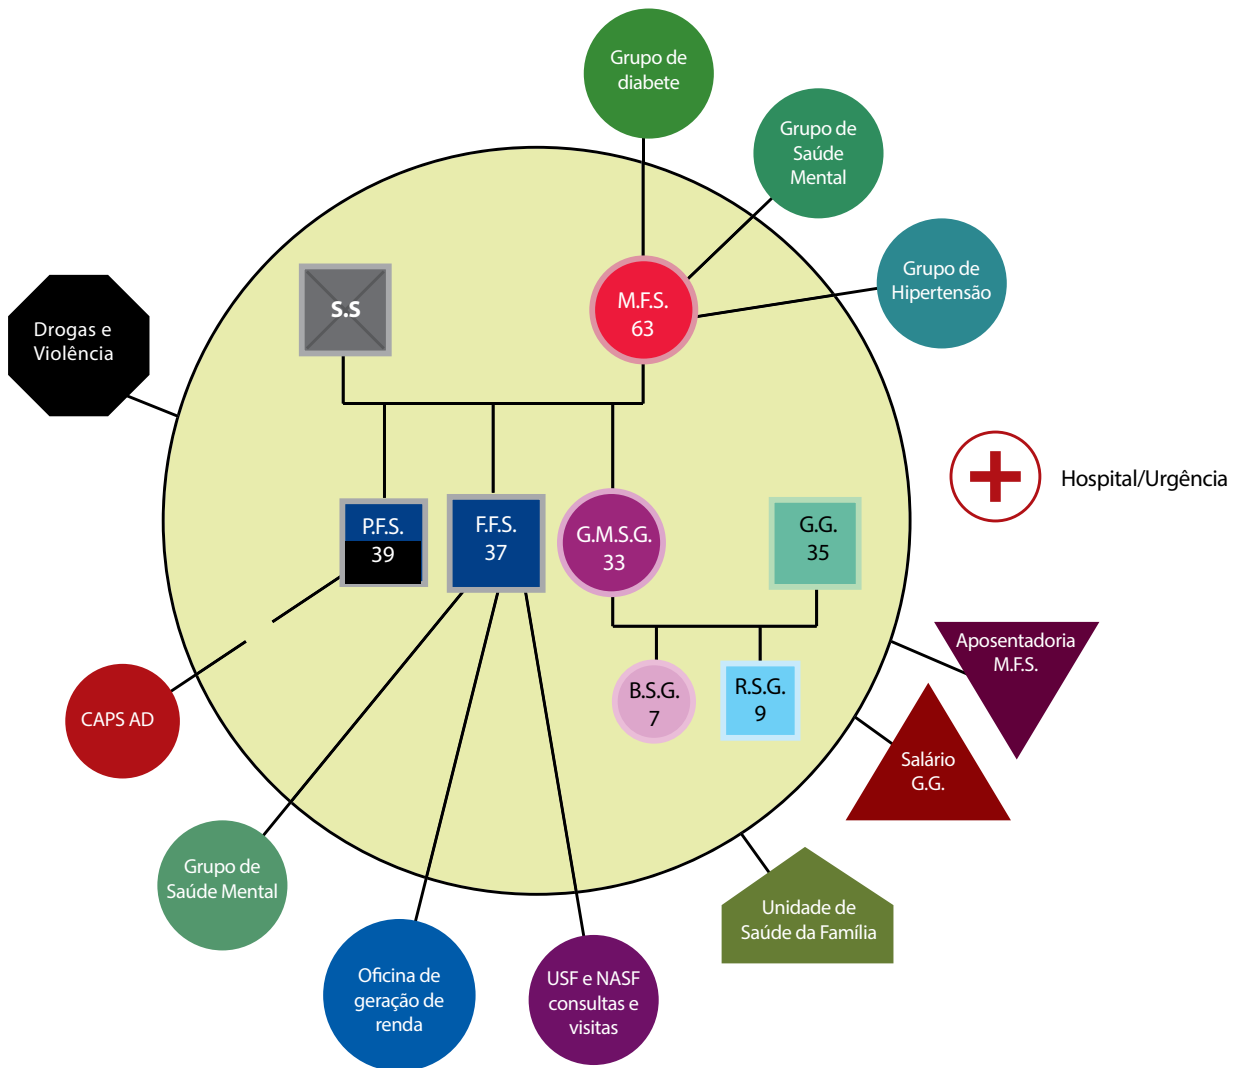 Grupo de
diabete
Grupo de
Saúde
Mental
Grupo de
Hipertensão
Drogas e
Violência
S.S
M.F.S.
63
Hospital/Urgência
P.F.S.
39
F.F.S.
37
G.M.S.G.
33
G.G.
35
B.S.G.
7
R.S.G.
9
Aposentadoria
M.F.S.
CAPS AD
Salário
G.G.
Grupo de
Saúde Mental
Unidade de
Saúde da Família
Oficina de
geração de
renda
USF e NASF
consultas e
visitas